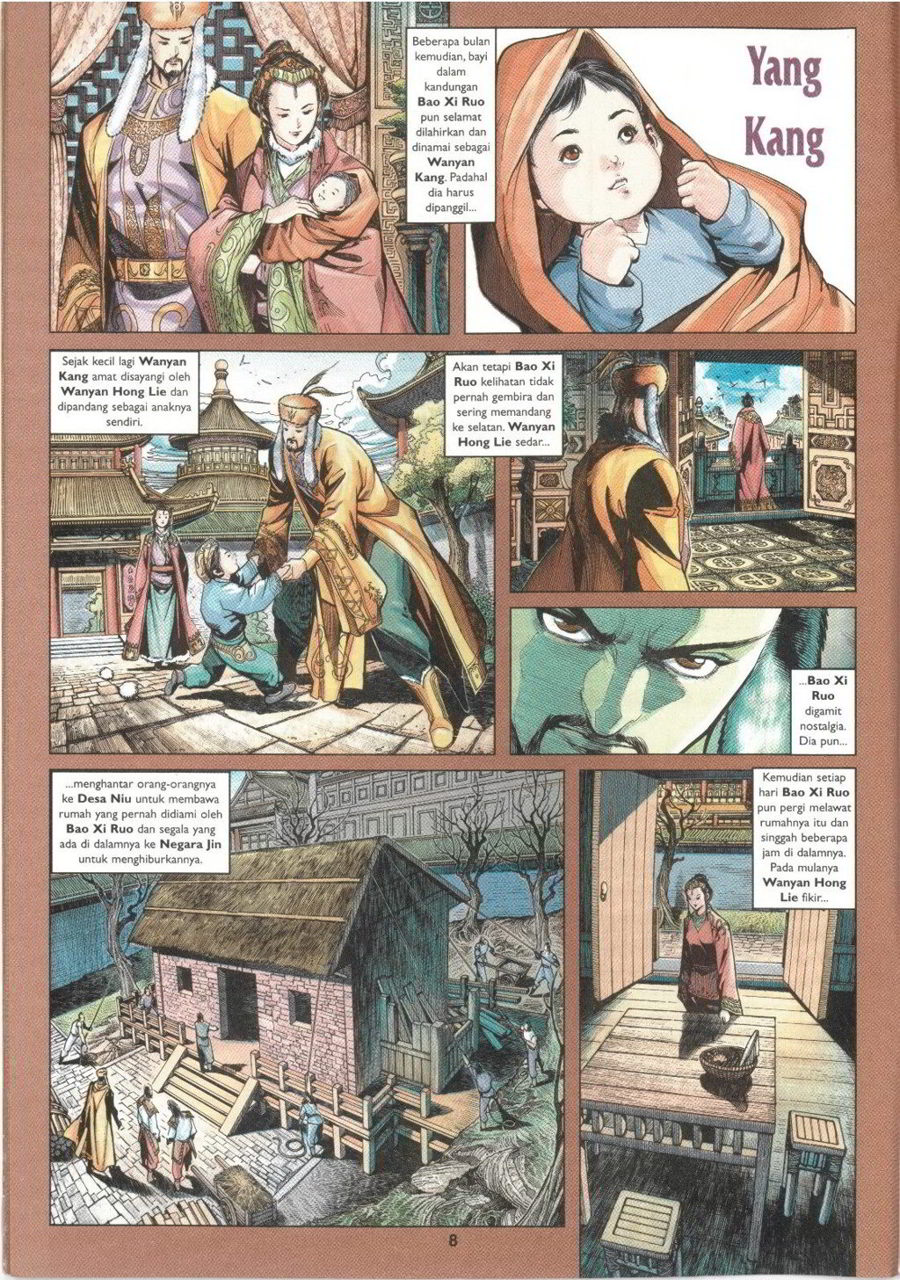 Beberapa bulan
kemudian, bayi
dalam
kandungan
Bao Xi Ruo
pun selamat
dilahirkan dan
dinamai sebagai
Wanyan
Kang. Padahal
dia harus
dipanggil...
Yang
Kang
Sejak kecil lagi Wanyan
Kang amat disayangi oleh
Wanyan Hong Lie dan
dipandang sebagai anaknya
sendiri.
Akan tetapi Bao Xi
Ruo kelihatan tidak
pernah gembira dan
sering memandang
ke selatan. Wanyan
Hong Lie sedar...
...Bao Xi
Ruo
digamit
nostalgia.
Dia pun...
...menghantar orang-orangnya
ke Desa Niu untuk membawa
rumah yang pernah didiami oleh
Bao Xi Ruo dan segala yang
ada di dalamnya ke Negara Jin
untuk menghiburkannya.
Kemudian setiap
hari Bao Xi Ruo
pun pergi melawat
rumahnya itu dan
singgah beberapa
jam di dalamnya.
Pada mulanya
Wanyan Hong
Lie fikir...
8